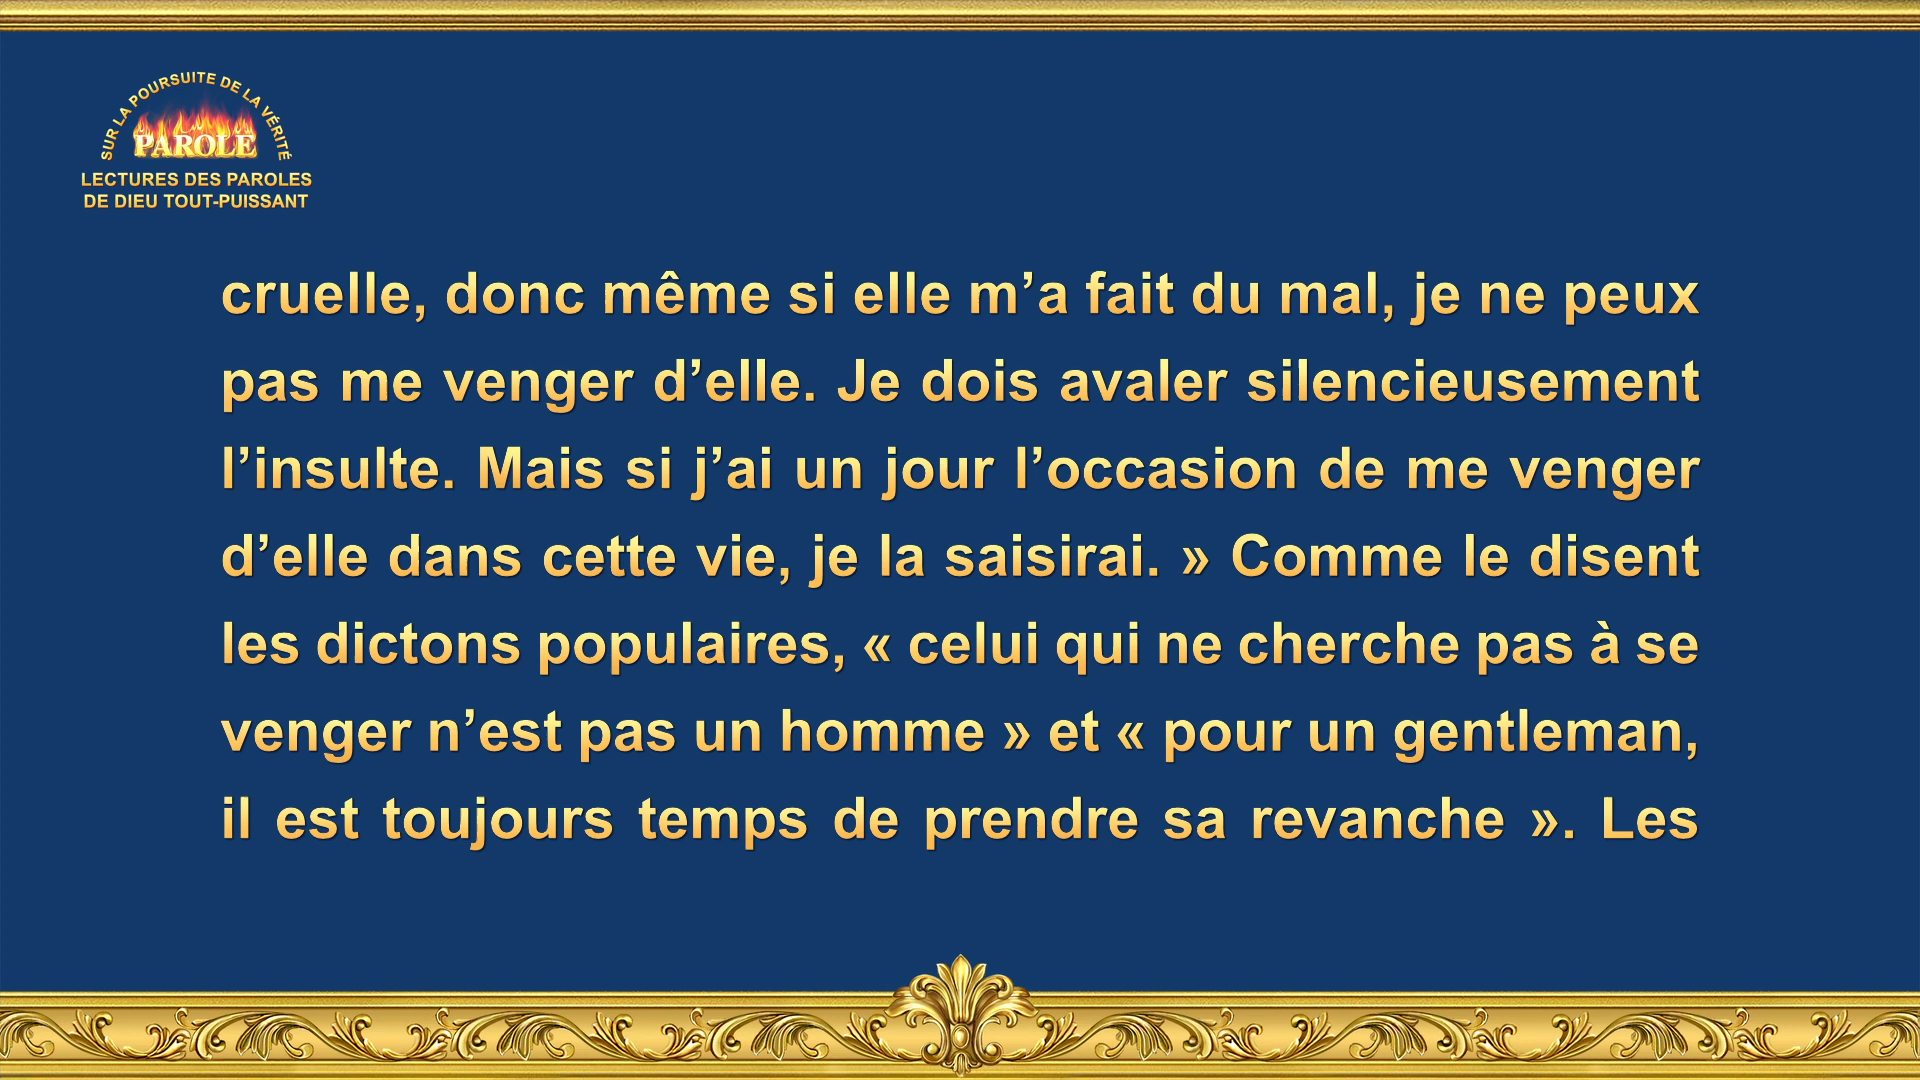 SUR LA POURSUITE DE LA VÉRITÉ
PAROLE
LECTURES DES PAROLES
DE DIEU TOUT-PUISSANT
cruelle, donc même si elle m’a fait du mal, je ne peux
pas me venger d’elle. Je dois avaler silencieusement
l’insulte. Mais si j’ai un jour l’occasion de me venger
d’elle dans cette vie, je la saisirai. » Comme le disent
les dictons populaires, « celui qui ne cherche pas à se
venger n’est pas un homme » et « pour un gentleman,
il est toujours temps de prendre sa revanche ». Les